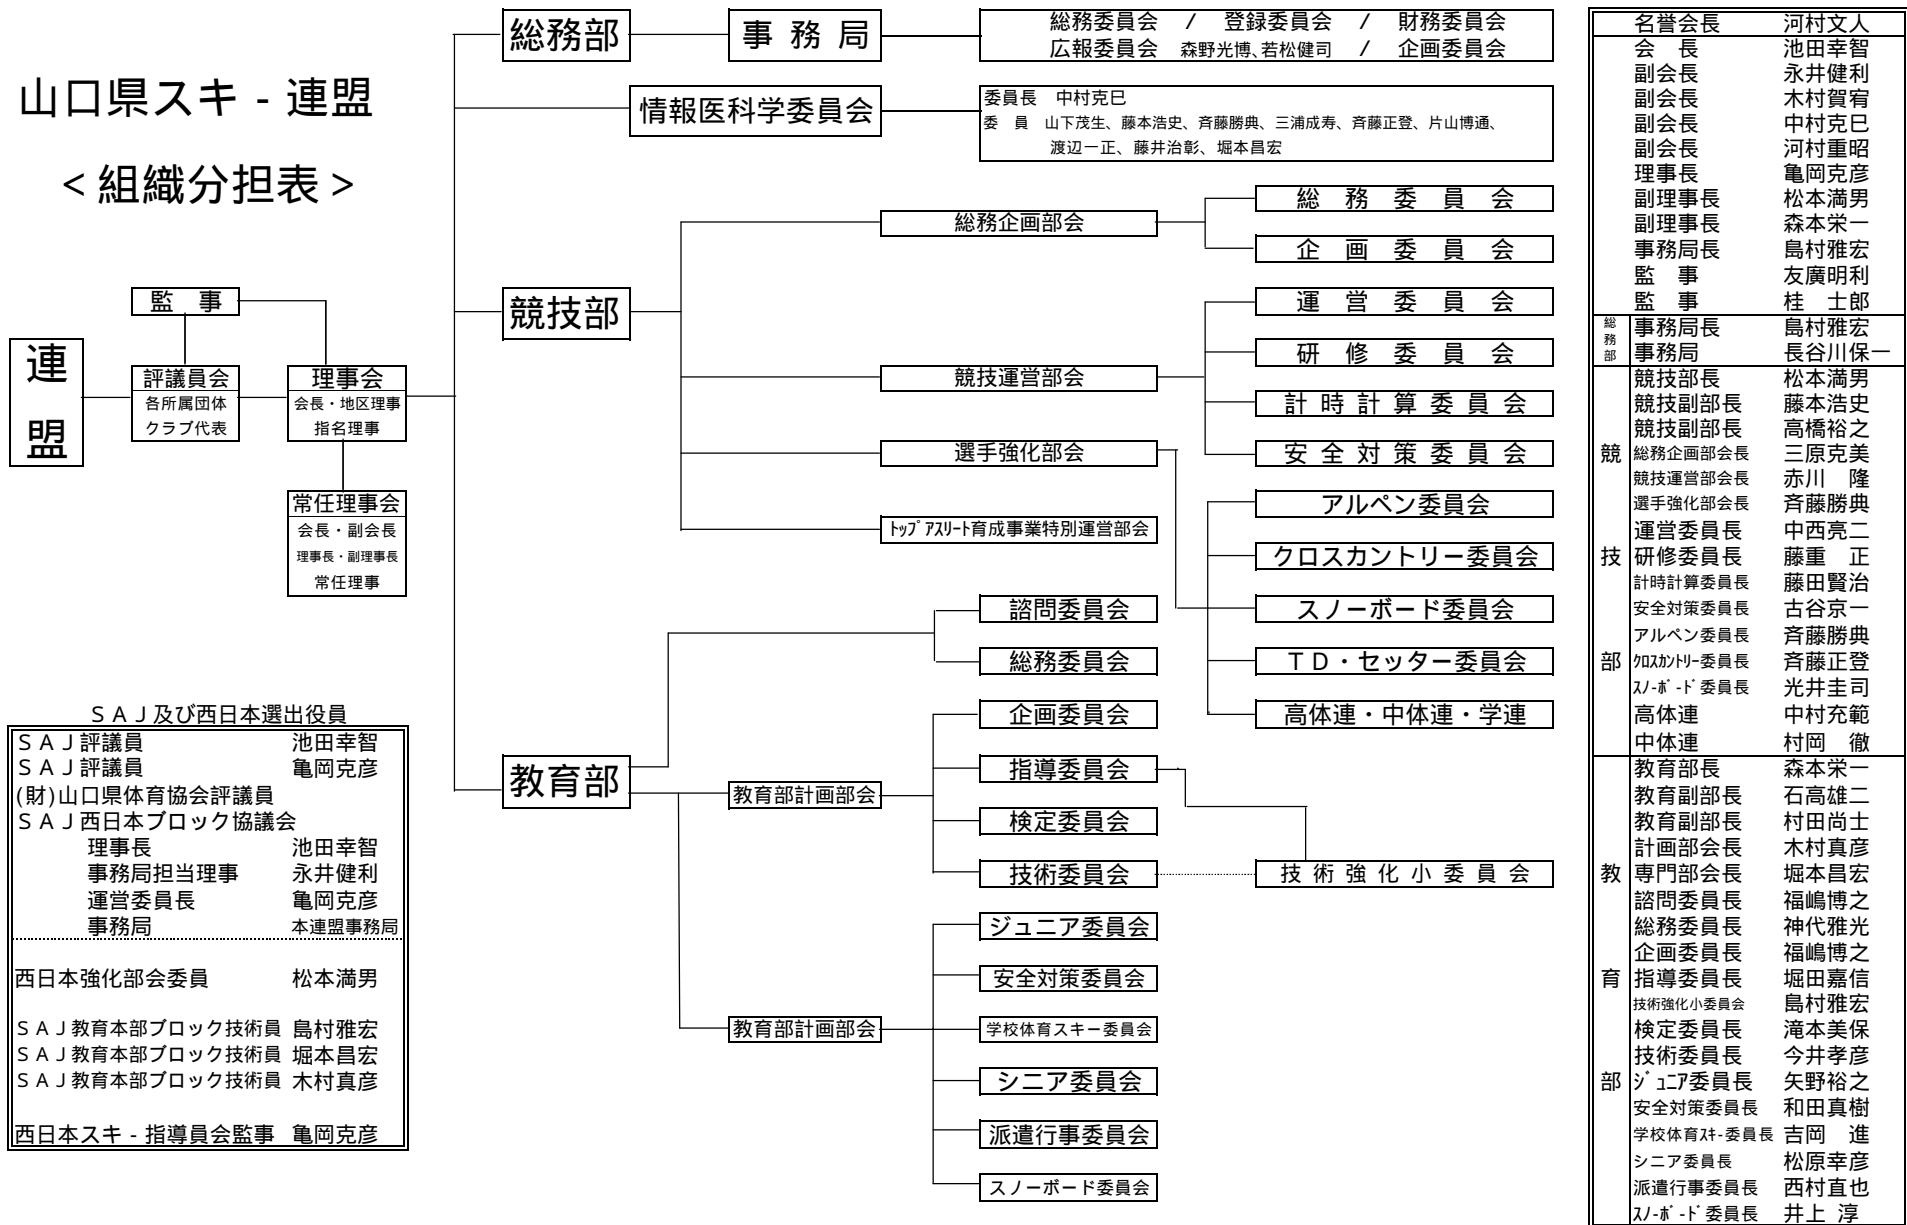 山口県スキ - 連盟
< 組織分担表 >
連
盟
監　事
評議員会
各所属団体
クラブ代表
理事会
会長・地区理事
指名理事
常任理事会
会長・副会長
理事長・副理事長
常任理事
総務部
事 務 局
総務委員会 / 登録委員会 / 財務委員会
広報委員会 森野光博、若松健司 / 企画委員会
情報医科学委員会
委員長 中村克巳
委　員 山下茂生、藤本浩史、斉藤勝典、三浦成寿、斉藤正登、片山博通、
渡辺一正、藤井治彰、堀本昌宏
競技部
総務企画部会
総 務 委 員 会
企 画 委 員 会
競技運営部会
運 営 委 員 会
研 修 委 員 会
計 時 計 算 委 員 会
安 全 対 策 委 員 会
選手強化部会
アルペン委員会
クロスカントリー委員会
スノーボード委員会
ＴＤ・セッター委員会
高体連・中体連・学連
ﾄｯﾌﾟｱｽﾘｰﾄ育成事業特別運営部会
教育部
諮問委員会
総務委員会
教育部計画部会
企画委員会
指導委員会
検定委員会
技術委員会
技 術 強 化 小 委 員 会
教育部計画部会
ジュニア委員会
安全対策委員会
学校体育スキー委員会
シニア委員会
派遣行事委員会
スノーボード委員会
ＳＡＪ及び西日本選出役員
ＳＡＪ評議員 池田幸智
ＳＡＪ評議員 亀岡克彦
(財)山口県体育協会評議員
ＳＡＪ西日本ブロック協議会
理事長 池田幸智
事務局担当理事 永井健利
運営委員長 亀岡克彦
事務局 本連盟事務局
西日本強化部会委員 松本満男
ＳＡＪ教育本部ブロック技術員 島村雅宏
ＳＡＪ教育本部ブロック技術員 堀本昌宏
ＳＡＪ教育本部ブロック技術員 木村真彦
西日本スキ - 指導員会監事 亀岡克彦
名誉会長 河村文人
会　長 池田幸智
副会長 永井健利
副会長 木村賀宥
副会長 中村克巳
副会長 河村重昭
理事長 亀岡克彦
副理事長 松本満男
副理事長 森本栄一
事務局長 島村雅宏
監　事 友廣明利
監　事 桂　士郎
総務部
事務局長 島村雅宏
事務局 長谷川保一
競技部
競技部長 松本満男
競技副部長 藤本浩史
競技副部長 高橋裕之
総務企画部会長 三原克美
競技運営部会長 赤川　隆
選手強化部会長 斉藤勝典
運営委員長 中西亮二
研修委員長 藤重　正
計時計算委員長 藤田賢治
安全対策委員長 古谷京一
アルペン委員長 斉藤勝典
ｸﾛｽｶﾝﾄﾘｰ委員長 斉藤正登
ｽﾉ-ﾎﾞ-ﾄﾞ委員長 光井圭司
高体連 中村充範
中体連 村岡　徹
教育部
教育部長 森本栄一
教育副部長 石高雄二
教育副部長 村田尚士
計画部会長 木村真彦
専門部会長 堀本昌宏
諮問委員長 福嶋博之
総務委員長 神代雅光
企画委員長 福嶋博之
指導委員長 堀田嘉信
技術強化小委員会 島村雅宏
検定委員長 滝本美保
技術委員長 今井孝彦
ｼﾞｭﾆｱ委員長 矢野裕之
安全対策委員長 和田真樹
学校体育ｽｷ-委員長 吉岡　進
シニア委員長 松原幸彦
派遣行事委員長 西村直也
ｽﾉ-ﾎﾞ-ﾄﾞ委員長 井上 淳